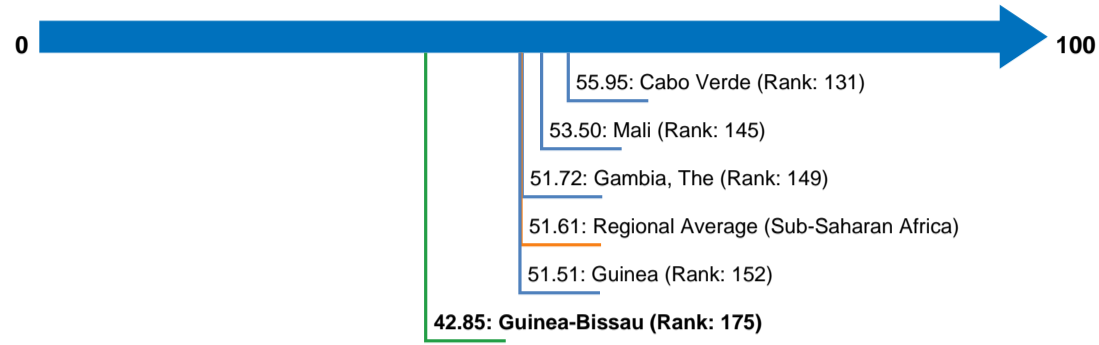 0
100
55.95: Cabo Verde (Rank: 131)
53.50: Mali (Rank: 145)
51.72: Gambia, The (Rank: 149)
51.61: Regional Average (Sub-Saharan Africa)
51.51: Guinea (Rank: 152)
42.85: Guinea-Bissau (Rank: 175)